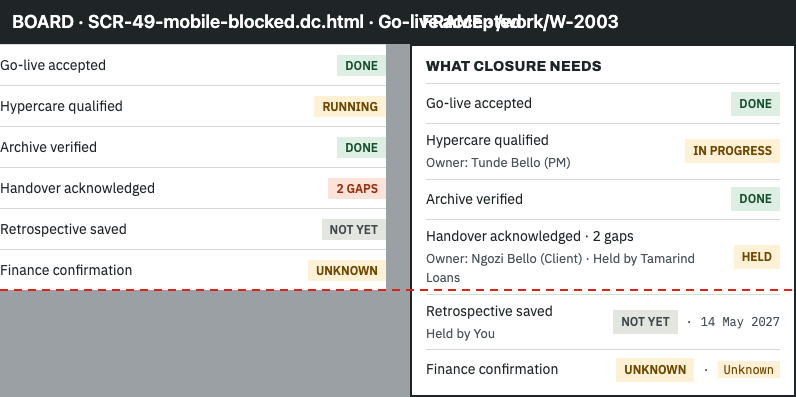 BOARD · SCR-49-mobile-blocked.dc.html · Go-live accepted
FRAME · /work/W-2003
Go-live accepted DONE
Hypercare qualified RUNNING
Archive verified DONE
Handover acknowledged 2 GAPS
Retrospective saved NOT YET
Finance confirmation UNKNOWN
WHAT CLOSURE NEEDS
Go-live accepted DONE
Hypercare qualified IN PROGRESS
Owner: Tunde Bello (PM)
Archive verified DONE
Handover acknowledged · 2 gaps
Owner: Ngozi Bello (Client) · Held by Tamarind HELD
Loans
Retrospective saved NOT YET · 14 May 2027
Held by You
Finance confirmation UNKNOWN · Unknown